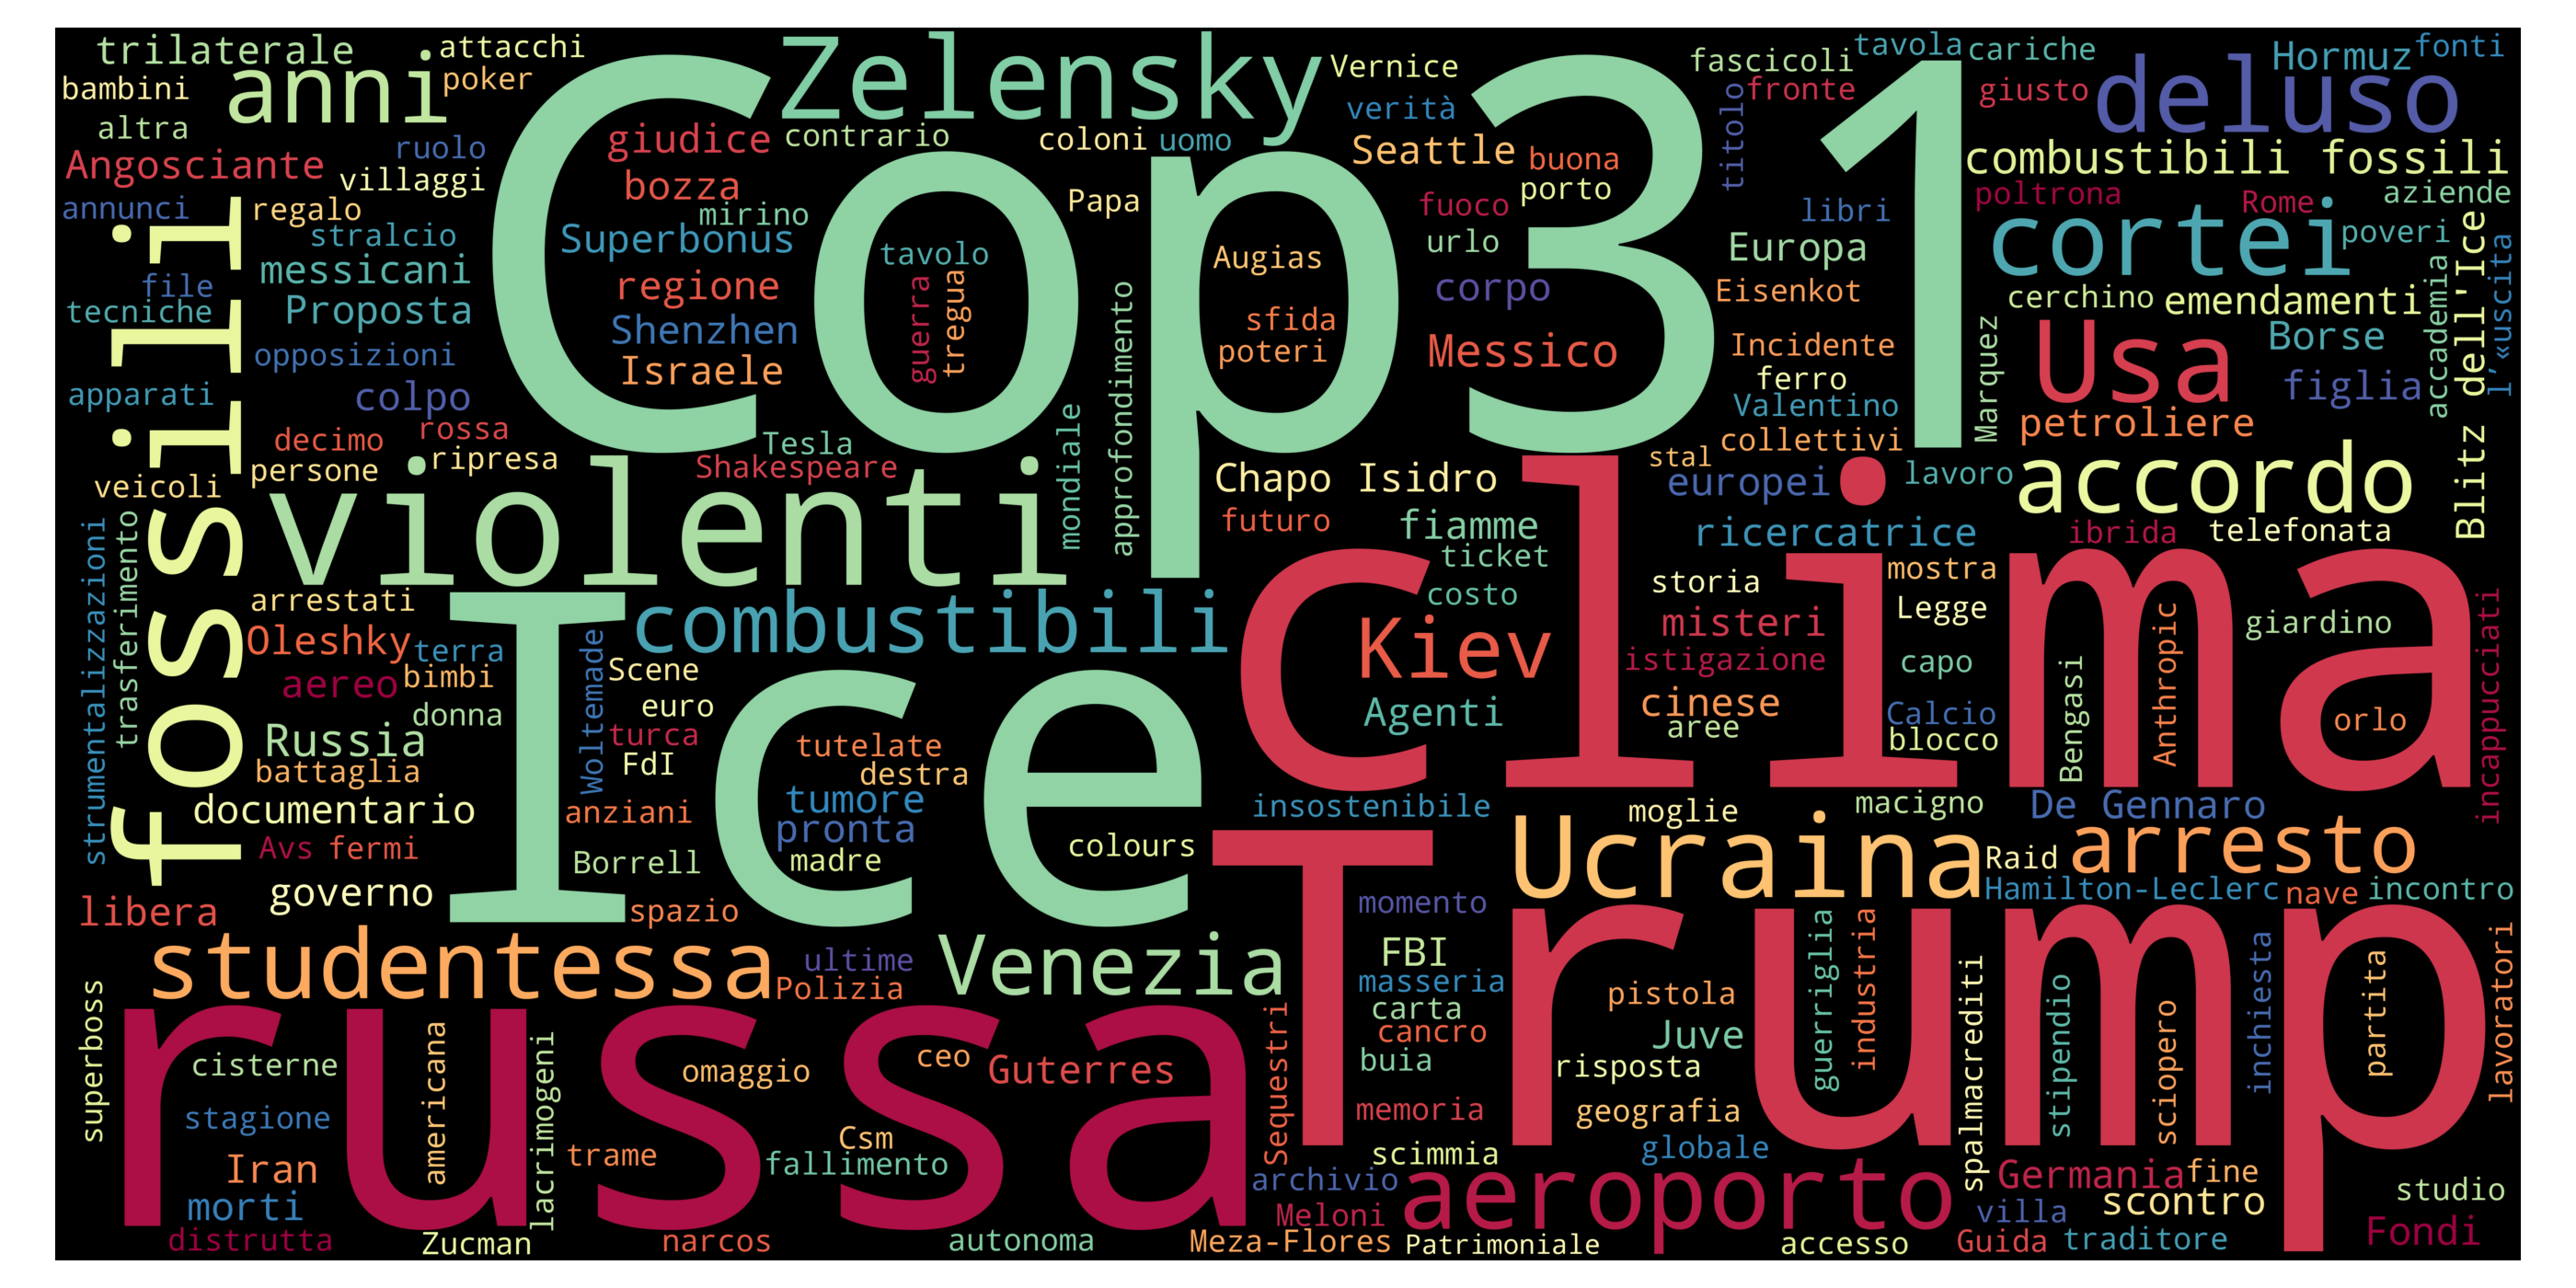 trilaterale
attacchi
Zelensky
Vernice
fascicoli
tavola
cariche
Hormuz
fonti
bambini
anni
poker
verità
fronte
giusto
deluso
altra
Cop31
titolo
Angosciante
ruolo
villaggi
giudice
contrario
coloni
uomo
Seattle
buona
combustibili fossili
annunci
regalo
bozza
mirino
Papa
fuoco
porto
libri
poltrona
Rome
aziende
stralcio
Superbonus
tavolo
Augias
urlo
Europa
cortei
poveri
file
messicani
regione
corpo
Eisenkot
cerchino
emendamenti
accademia
Blitz dell'Ice
l'«uscita
tecniche
Proposta
Shenzhen
guerra
tregua
approfondimento
sfida
poteri
Messico
Incidente
Marquez
Usa
Borse
opposizioni
Israele
ferro
figlia
apparati
colpo
Valentino
petroliere
decimo
rossa
Tesla
mondiale
collettivi
persone
ripresa
Shakespeare
stal
veicoli
fossili
violenti
Chapo Isidro
europei
lavoro
accordo
futuro
fiamme
ricercatrice
ibrida
telefonata
strumentalizzazioni
trasferimento
ticket
clima
arrestati
combustibili
costo
storia
mostra
Oleshky
terra
Woltemade
Scene
Kiev
misteri
Legge
giardino
incappucciati
aereo
bimbi
Ice
euro
istigazione
capo
Bengasi
Anthropic
donna
Agenti
cinese
Calcio
orlo
Russia
turca
tutelate
aree
blocco
battaglia
FdI
destra
documentario
anziani
tumore
insostenibile
moglie
macigno
De Gennaro
Avs
fermi
pronta
Borrell
madre
colours
Ucraina
Raid
arresto
governo
Hamilton-Leclerc
nave
incontro
libera
spazio
momento
Trump
studentessa
ultime
Venezia
FBI
guerriglia
industria
Polizia
masseria
pistola
spalmacrediti
inchiesta
partita
lavoratori
superboss
russa
Sequestri
carta
cancro
Juve
stipendio
sciopero
cisterne
americana
lacrimogeni
omaggio
ceo
Guterres
buia
risposta
stagione
memoria
geografia
Csm
scimmia
globale
Iran
trame
fallimento
archivio
aeroporto
Germania
fine
morti
Meloni
villa
scontro
studio
distrutta
Zucman
narcos
autonoma
Meza-Flores
Patrimoniale
accesso
Guida
traditore
Fondi